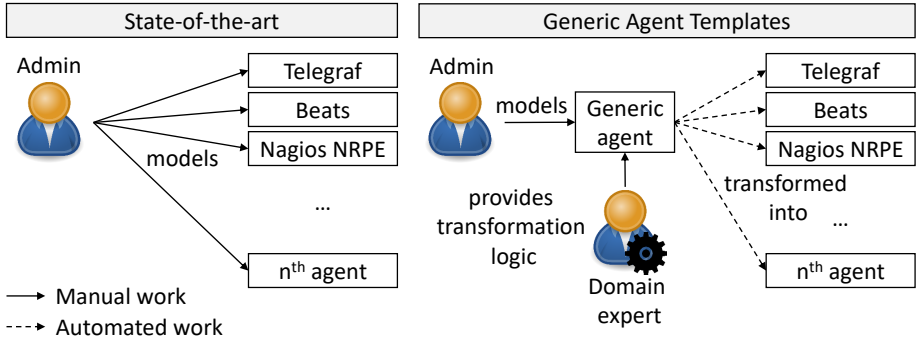 State-of-the-art
Admin
Telegraf
Beats
Nagios NRPE
models
...
nth agent
Manual work
Automated work
Generic Agent Templates
Admin
models
Generic
agent
Telegraf
Beats
Nagios NRPE
transformed
into
...
nth agent
provides
transformation
logic
Domain
expert